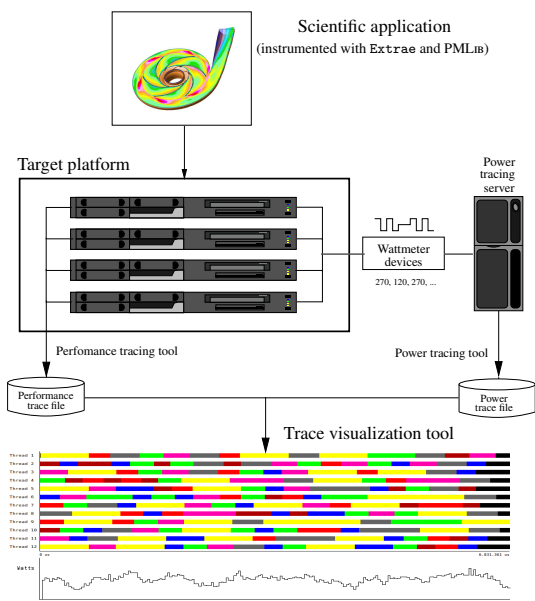 Scientific application
(instrumented with Extrae and PMLIB)
Target platform
Power
tracing
server
Wattmeter
devices
270, 120, 270, ...
Perfomance tracing tool
Power tracing tool
Performance
trace file
Power
trace file
Trace visualization tool
Thread 1
Thread 2
Thread 3
Thread 4
Thread 5
Thread 6
Thread 7
Thread 8
Thread 9
Thread 10
Thread 11
Thread 12
0 us
Watts